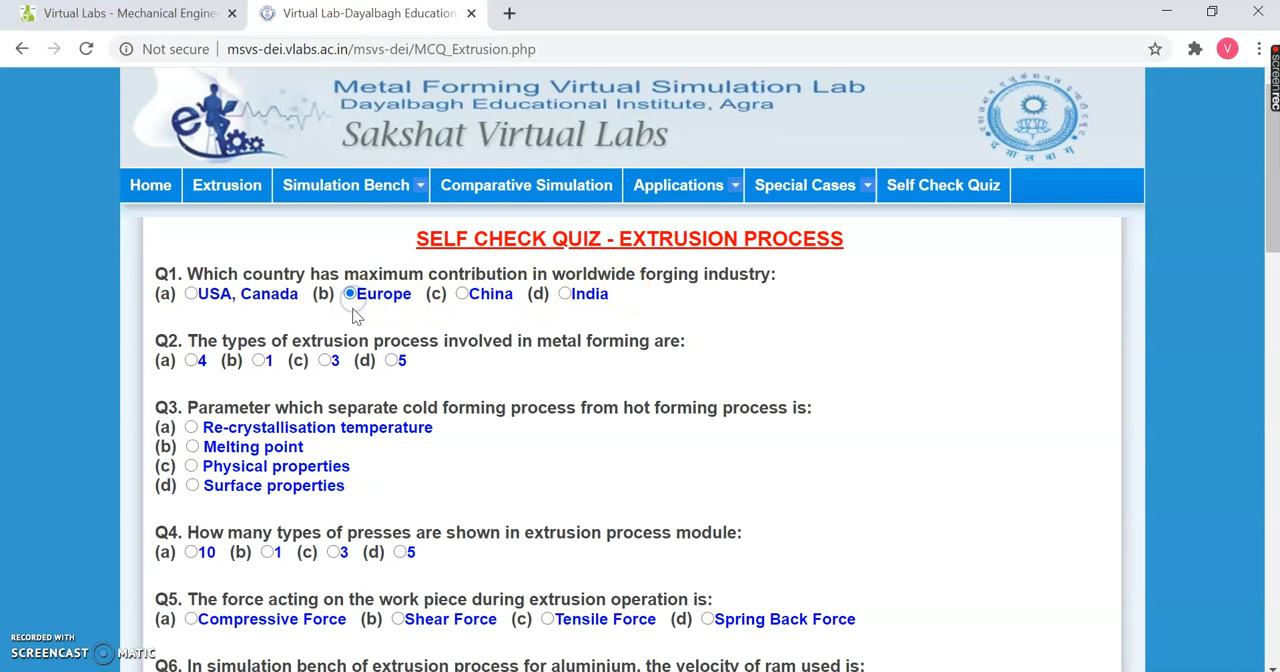 Virtual Labs - Mechanical Engine
Virtual Lab-Dayalbagh Education
Not secure
msvs-dei.vlabs.ac.in/msvs-dei/MCQ_Extrusion.php
V
screenrec
Metal Forming Virtual Simulation Lab
Dayalbagh Educational Institute, Agra
Sakshat Virtual Labs
Home Extrusion Simulation Bench Comparative Simulation Applications Special Cases Self Check Quiz
SELF CHECK QUIZ - EXTRUSION PROCESS
Q1. Which country has maximum contribution in worldwide forging industry:
(a) USA, Canada (b) Europe (c) China (d) India
Q2. The types of extrusion process involved in metal forming are:
(a) 4 (b) 1 (c) 3 (d) 5
Q3. Parameter which separate cold forming process from hot forming process is:
(a) Re-crystallisation temperature
(b) Melting point
(c) Physical properties
(d) Surface properties
Q4. How many types of presses are shown in extrusion process module:
(a) 10 (b) 1 (c) 3 (d) 5
Q5. The force acting on the work piece during extrusion operation is:
(a) Compressive Force (b) Shear Force (c) Tensile Force (d) Spring Back Force
Q6. In simulation bench of extrusion process for aluminium, the velocity of ram used is:
RECORDED WITH
SCREENCAST MATIC